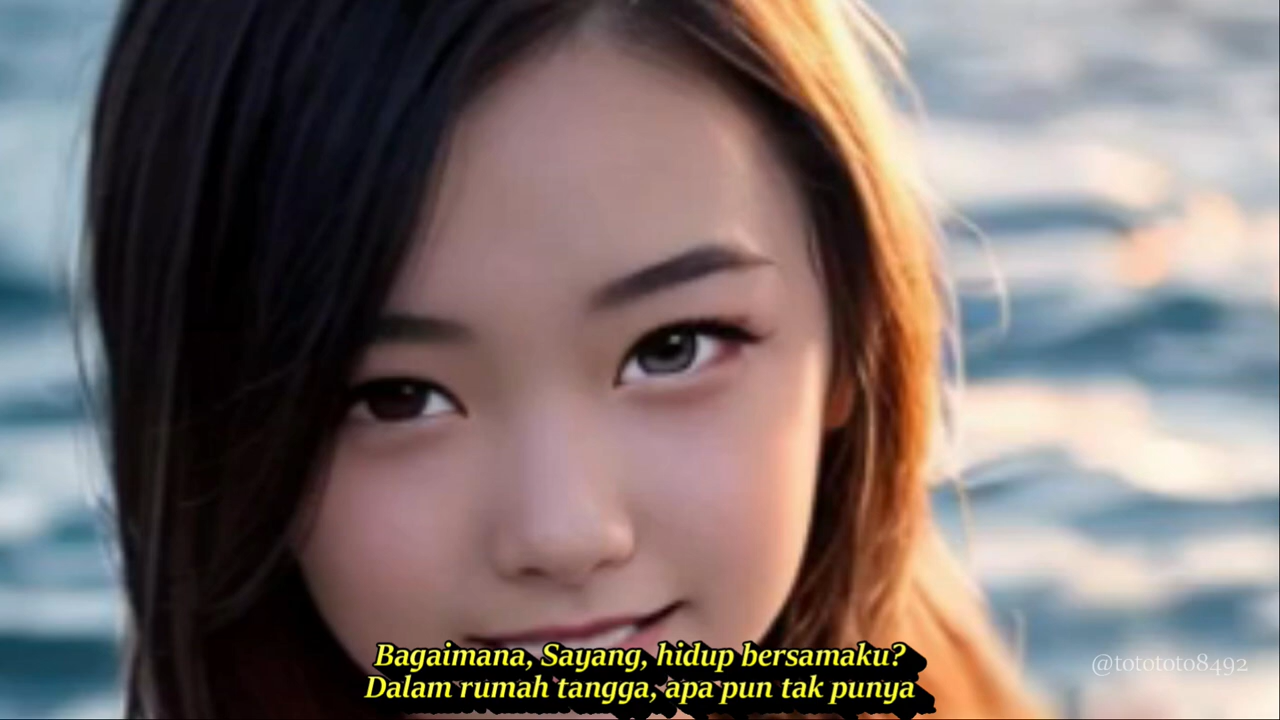 Bagaimana, Sayang, hidup bersamaku?
Dalam rumah tangga, apa pun tak punya
@totototo8492